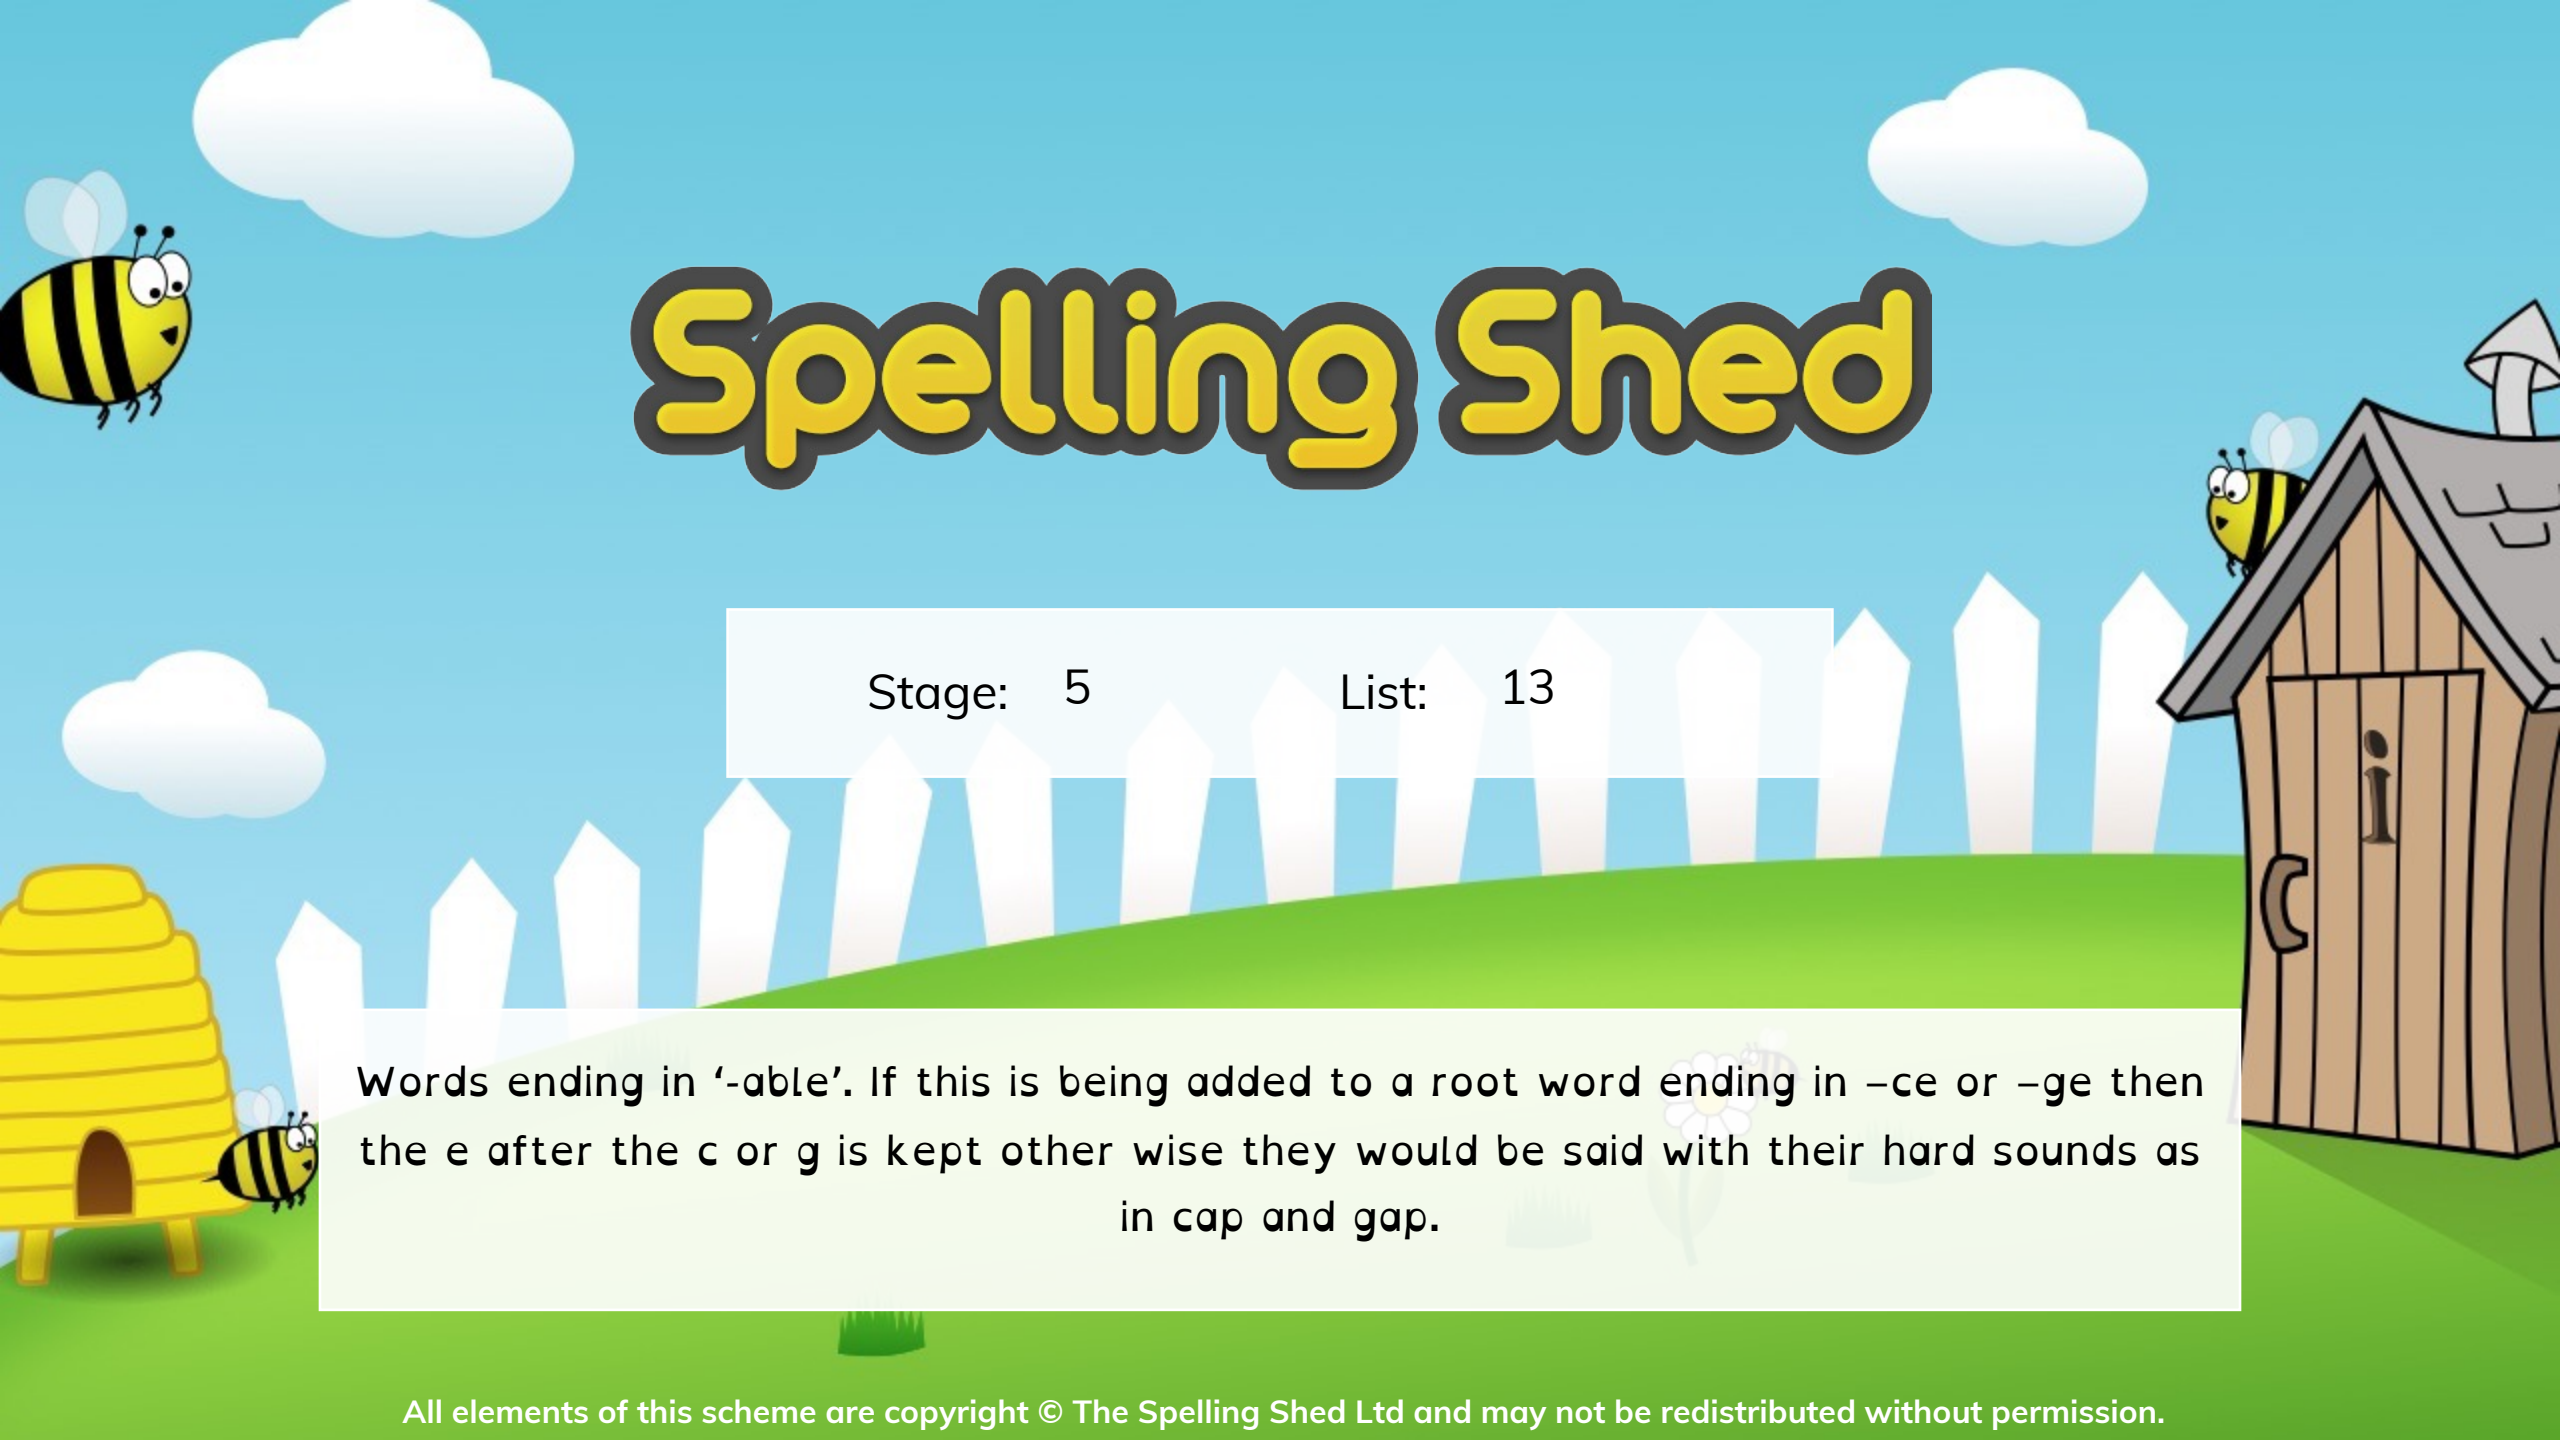 Spelling Shed
Stage: 5 List: 13
i
Words ending in ‘-able’. If this is being added to a root word ending in –ce or –ge then
the e after the c or g is kept other wise they would be said with their hard sounds as
in cap and gap.
All elements of this scheme are copyright © The Spelling Shed Ltd and may not be redistributed without permission.